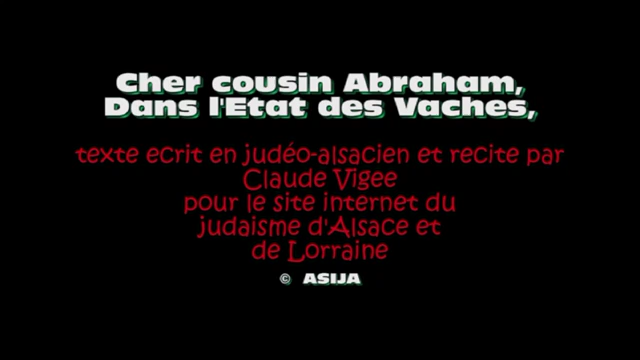 Cher cousin Abraham,
Dans l'Etat des Vaches,
texte ecrit en judéo-alsacien et recite par
Claude Vigee
pour le site internet du
judaisme d'Alsace et
de Lorraine
© ASIJA